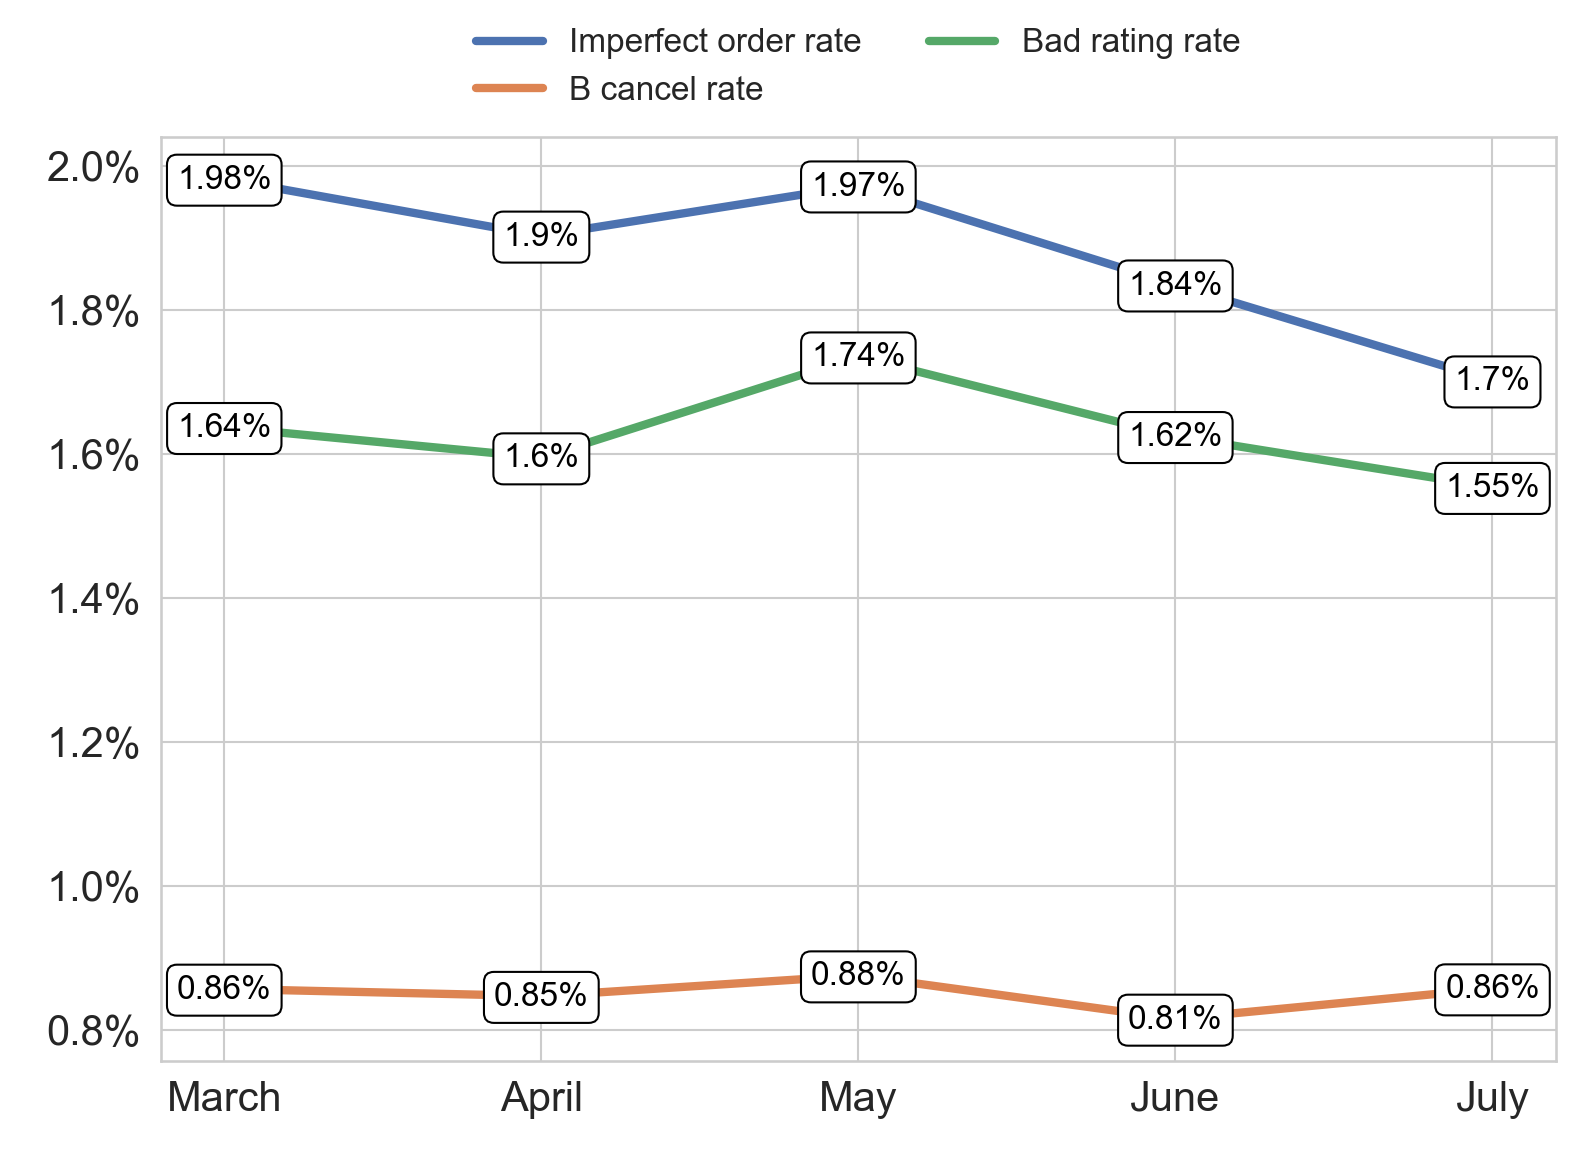 Imperfect order rate Bad rating rate
B cancel rate
2.0%
1.98% 1.9% 1.97% 1.84% 1.7%
1.8%
1.64% 1.6% 1.74% 1.62% 1.55%
1.6%
1.4%
1.2%
1.0%
0.86% 0.85% 0.88% 0.81% 0.86%
0.8%
March April May June July